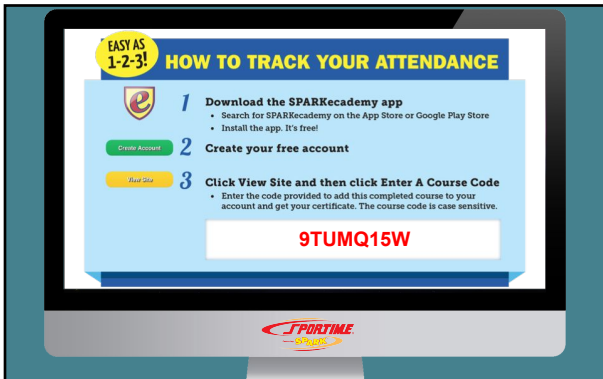 EASY AS
1-2-3!
HOW TO TRACK YOUR ATTENDANCE
e
1 Download the SPARKecademy app
• Search for SPARKecademy on the App Store or Google Play Store
• Install the app. It's free!
Create Account 2 Create your free account
View Site 3 Click View Site and then click Enter A Course Code
• Enter the code provided to add this completed course to your
account and get your certificate. The course code is case sensitive.
9TUMQ15W
SPORTIME
SPARK